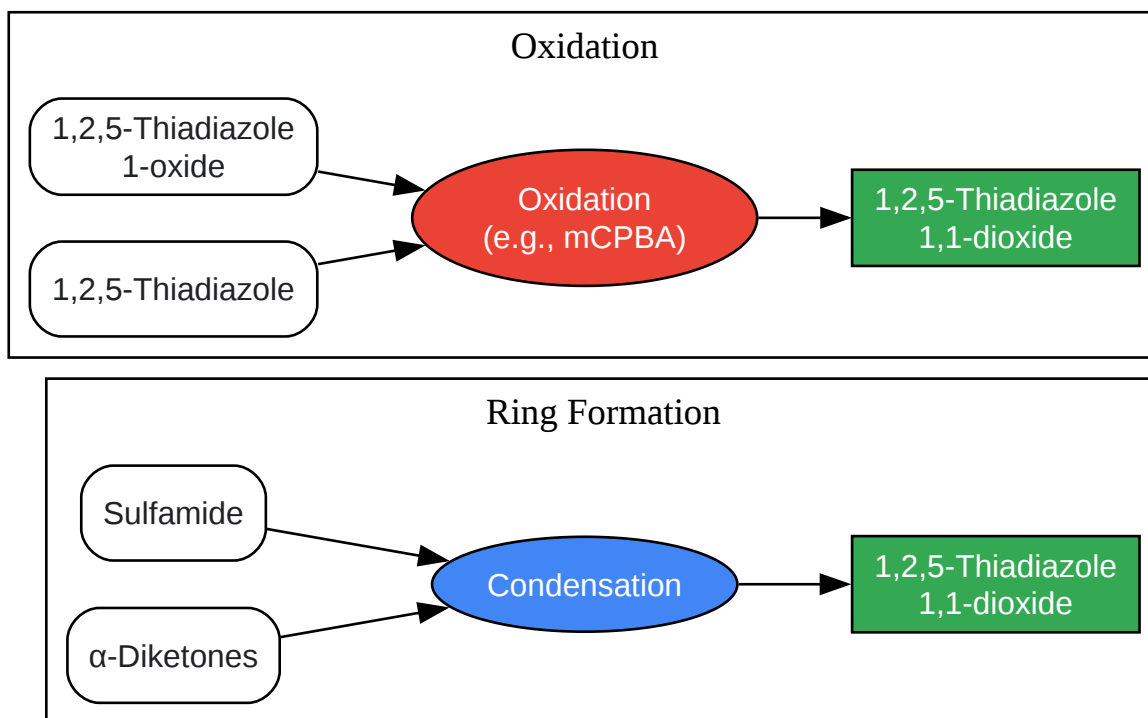 Oxidation
1,2,5-Thiadiazole
1-oxide
1,2,5-Thiadiazole
Oxidation
(e.g., mCPBA)
1,2,5-Thiadiazole
1,1-dioxide
Ring Formation
Sulfamide
α-Diketones
Condensation
1,2,5-Thiadiazole
1,1-dioxide